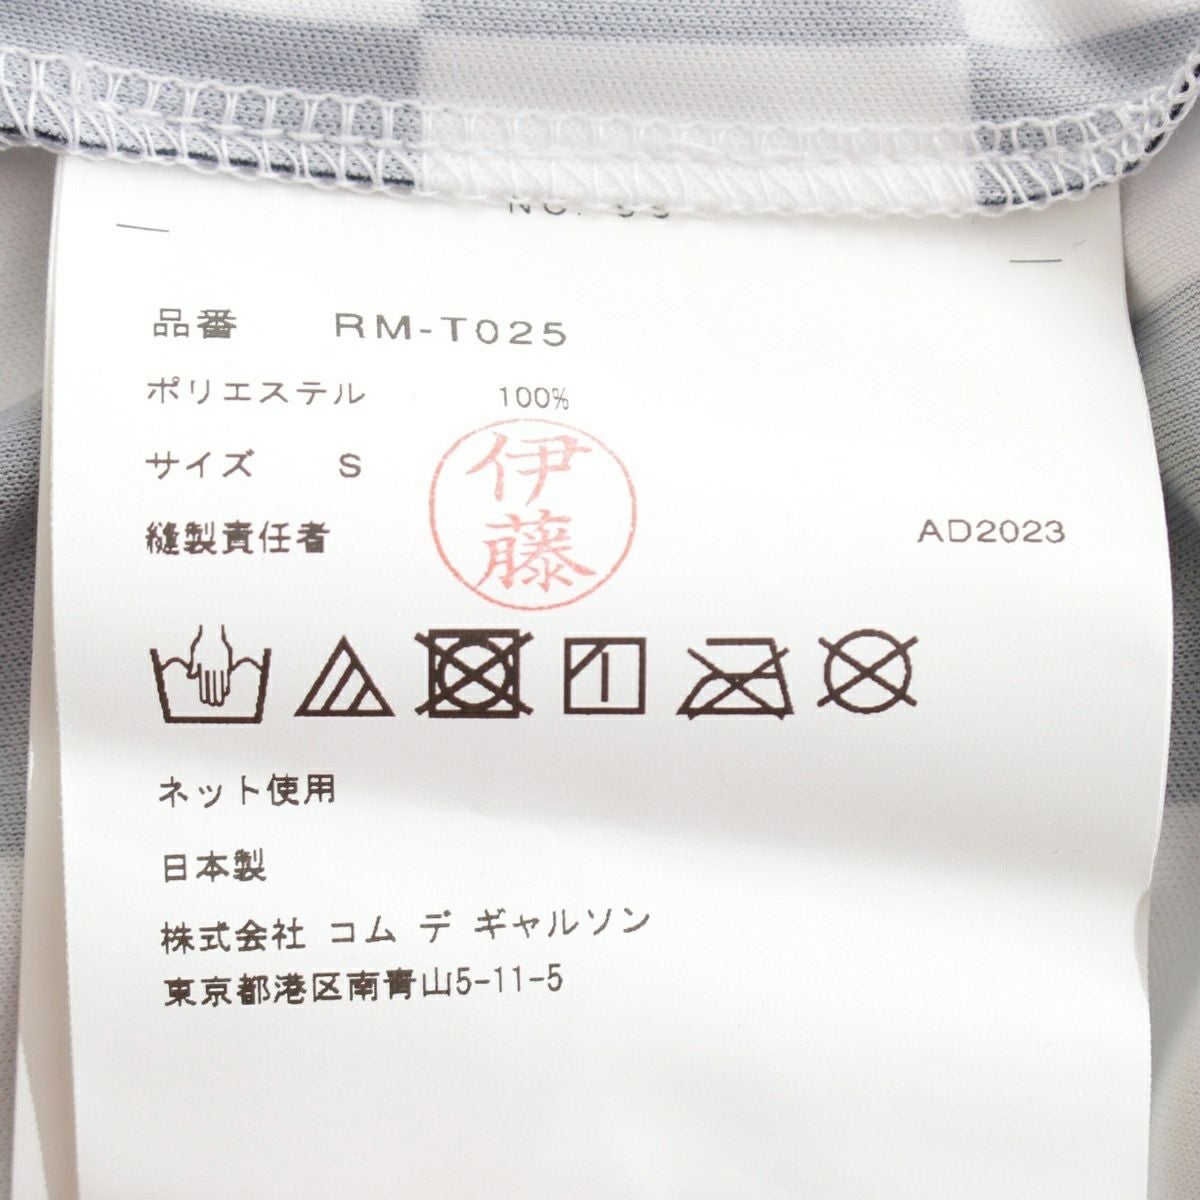 品番 RM-T025
ポリエステル 100%
サイズ S
伊藤
縫製責任者 AD2023
ネット使用
日本製
株式会社 コム デ ギャルソン
東京都港区南青山5-11-5